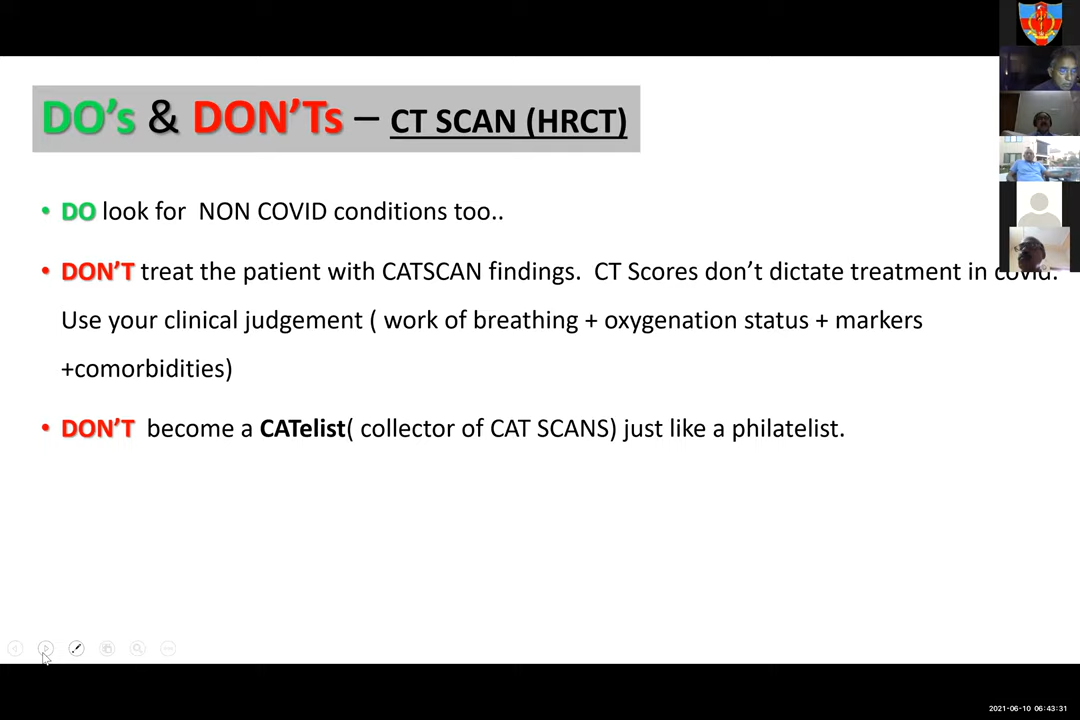 DO's & DON'Ts – CT SCAN (HRCT)
• DO look for NON COVID conditions too..
• DON'T treat the patient with CATSCAN findings. CT Scores don't dictate treatment in covid.
Use your clinical judgement ( work of breathing + oxygenation status + markers
+comorbidities)
• DON'T become a CATelist( collector of CAT SCANS) just like a philatelist.
2021-06-10 06:43:31